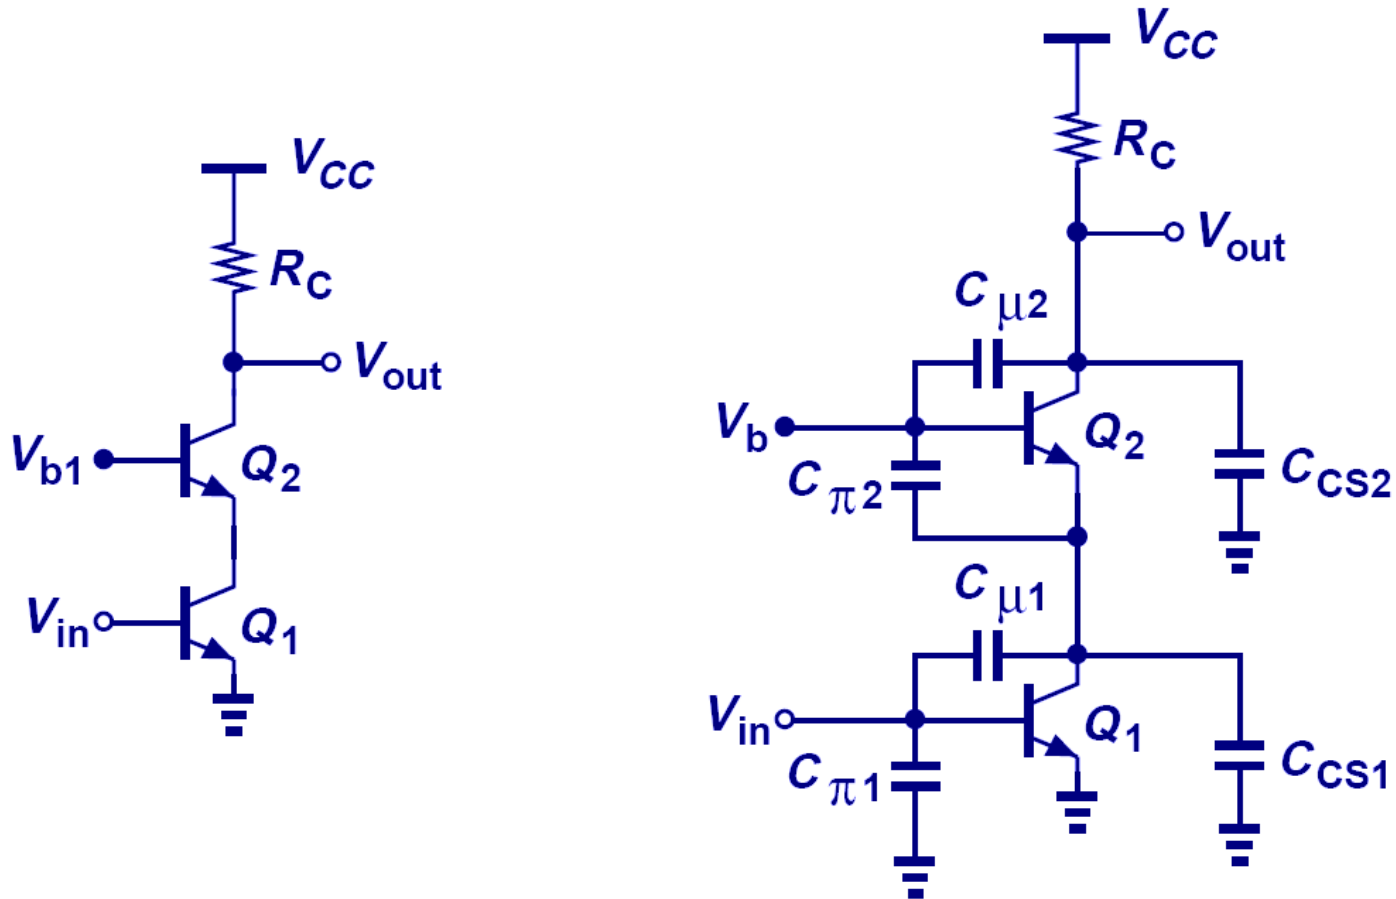 VCC
RC
Vout
Vb1
Q2
Vin
Q1
VCC
RC
Vout
Cμ2
Vb
Q2
Cπ2
CCS2
Cμ1
Vin
Q1
Cπ1
CCS1